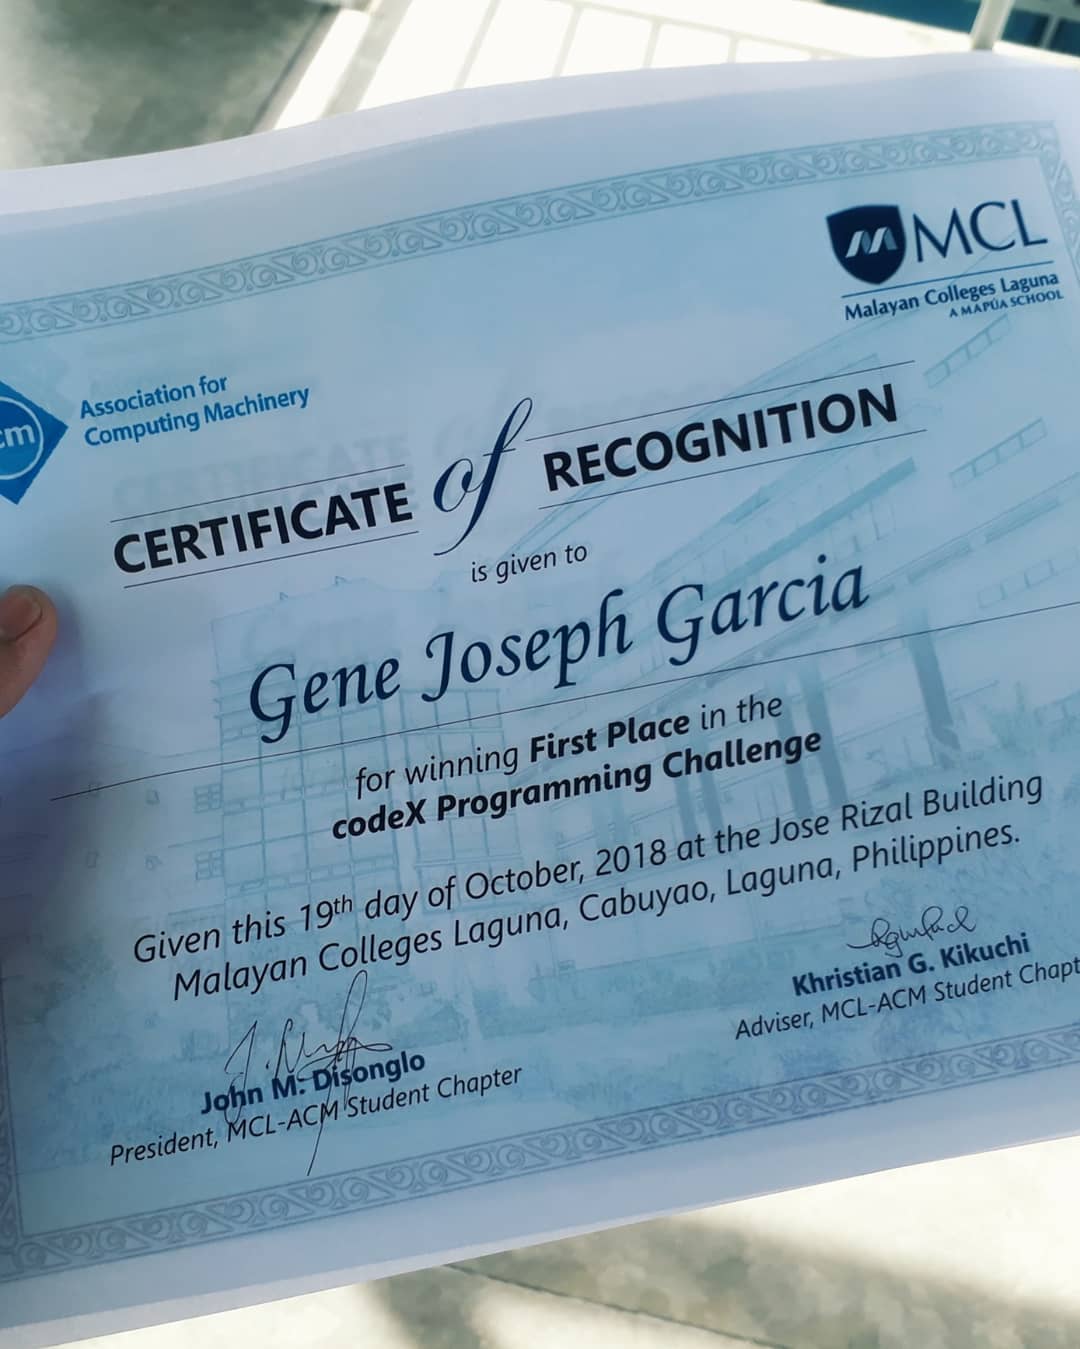 MCL
Malayan Colleges Laguna
A MAPÚA SCHOOL
cm
Association for
Computing Machinery
CERTIFICATE of RECOGNITION
is given to
Gene Joseph Garcia
for winning First Place in the
codeX Programming Challenge
Given this 19th day of October, 2018 at the Jose Rizal Building
Malayan Colleges Laguna, Cabuyao, Laguna, Philippines.
Khristian G. Kikuchi
Adviser, MCL-ACM Student Chapt
John M. Disonglo
President, MCL-ACM Student Chapter